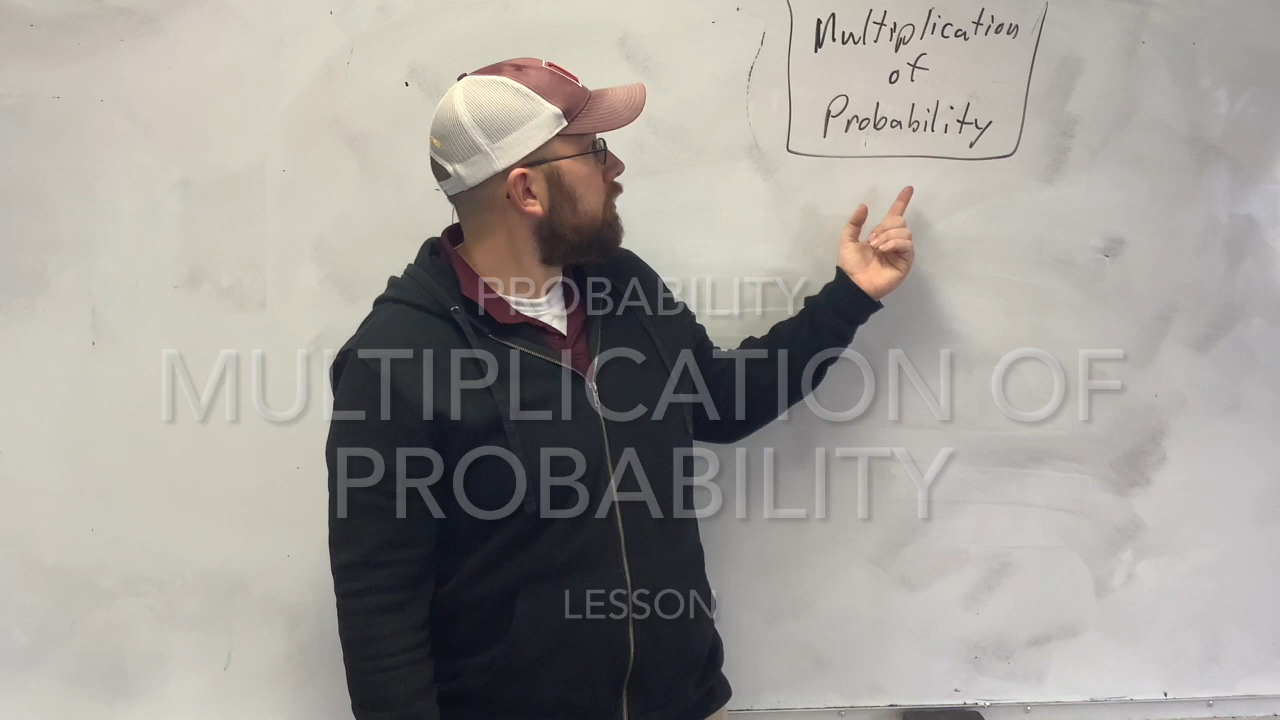 Multiplication
of
Probability
PROBABILITY
MULTIPLICATION OF
PROBABILITY
LESSON